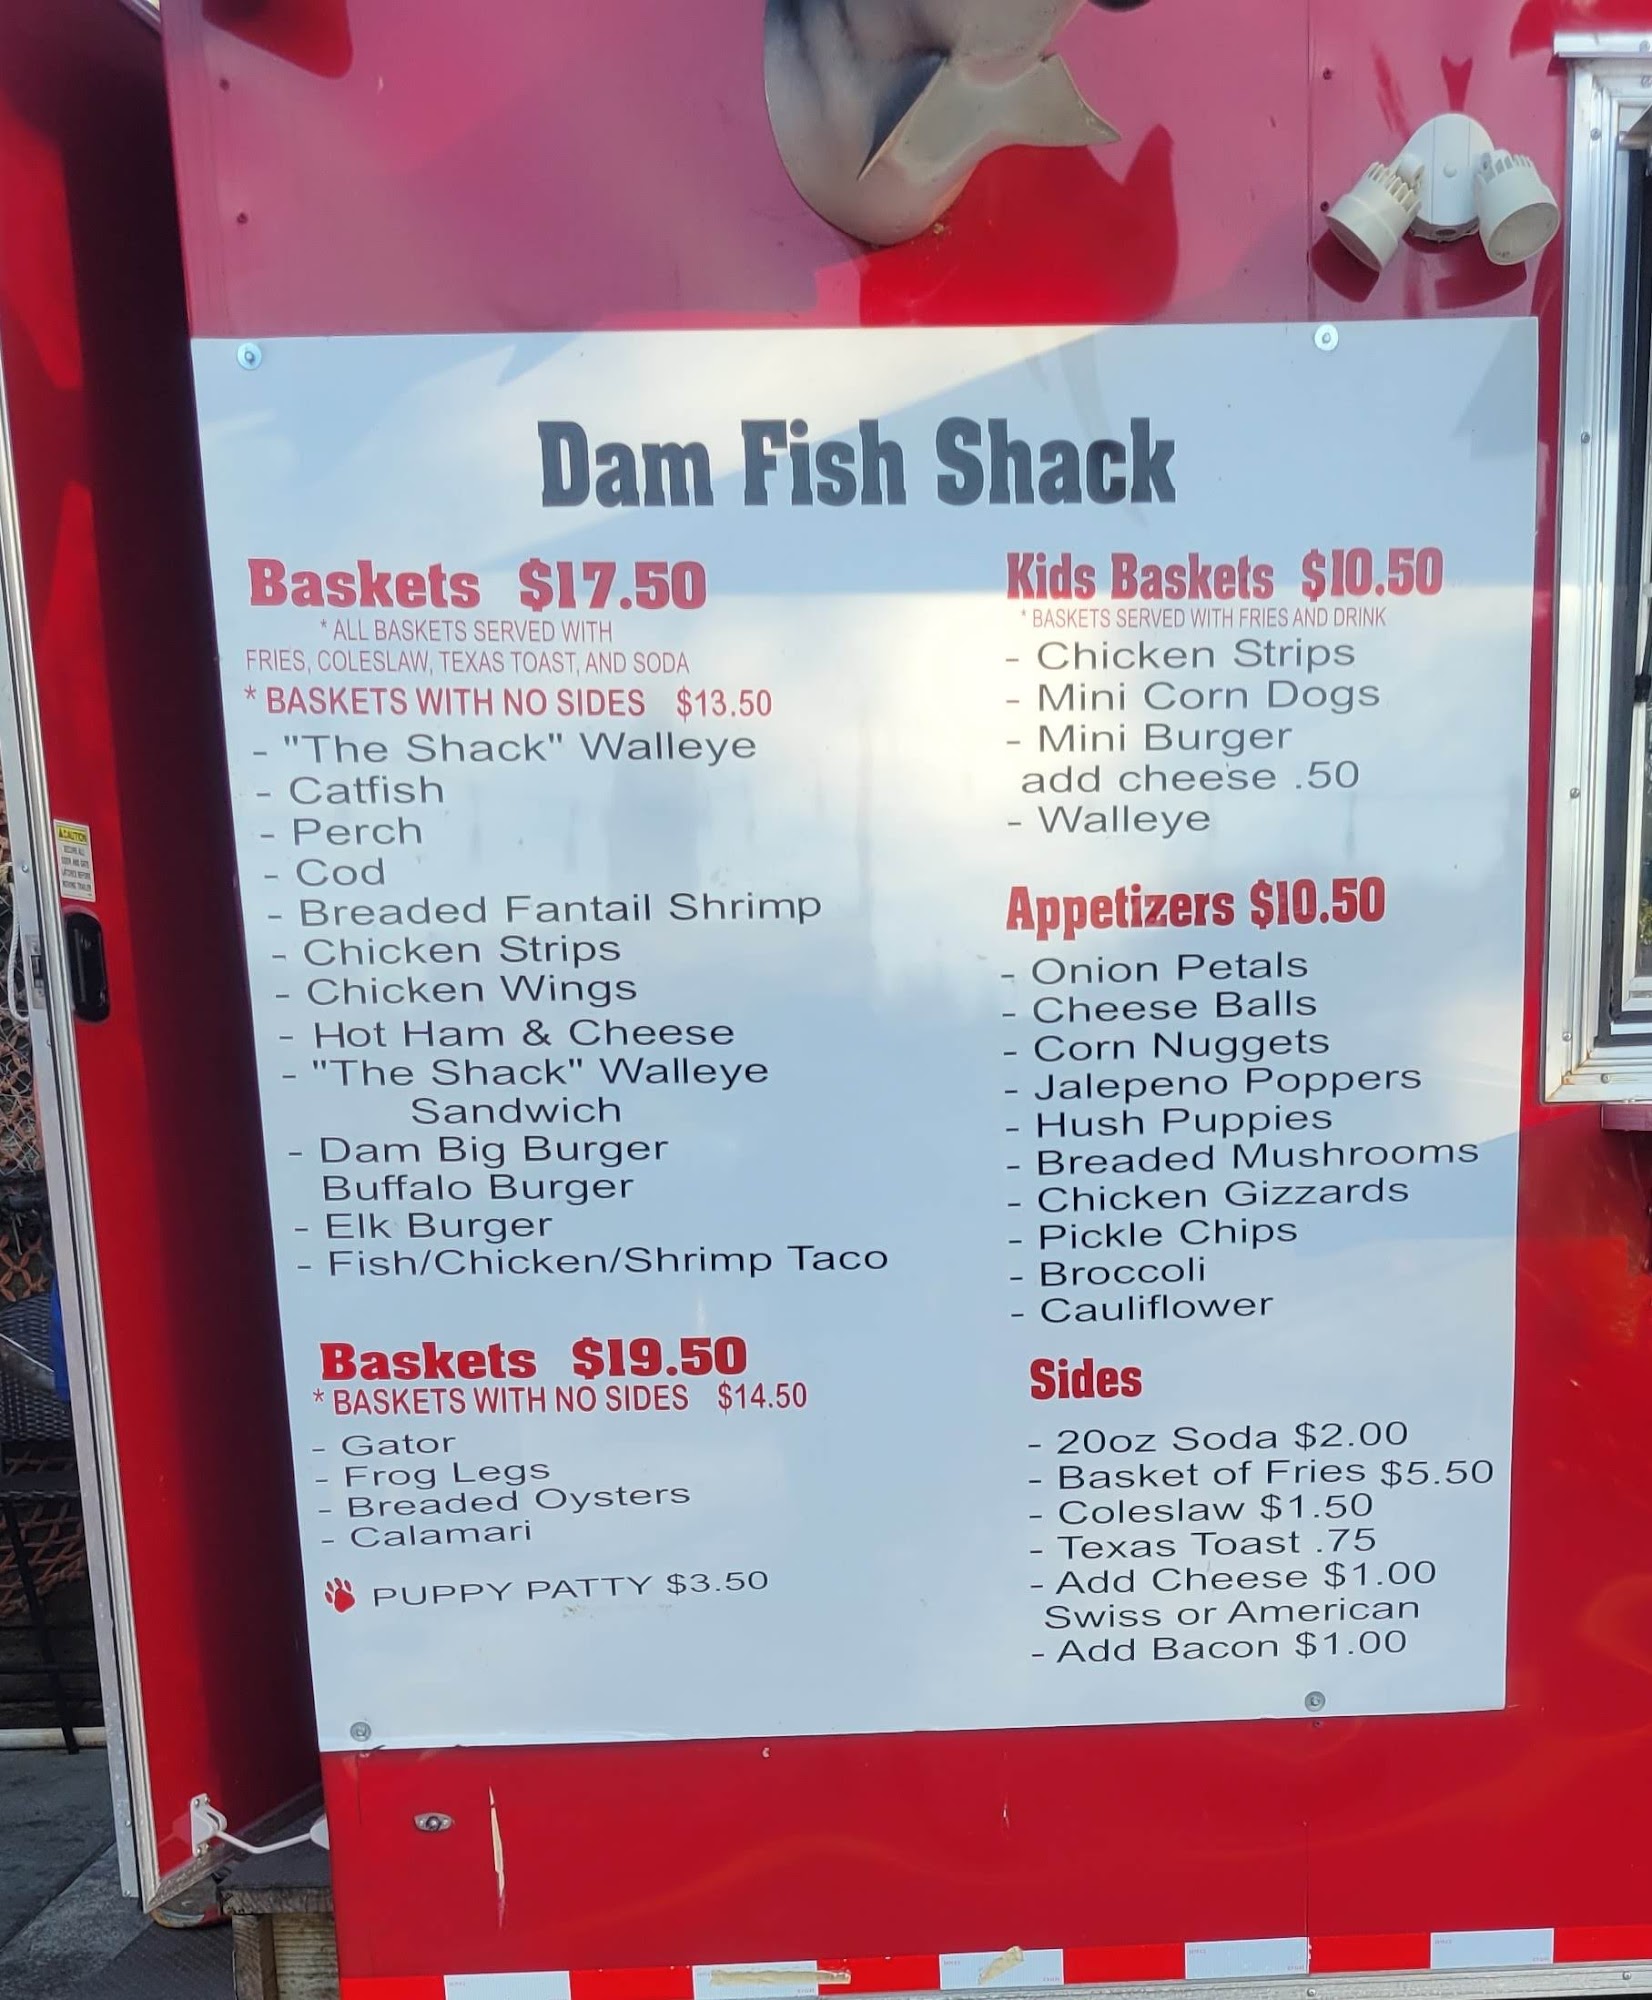 Dam Fish Shack
Baskets $17.50
* ALL BASKETS SERVED WITH
FRIES, COLESLAW, TEXAS TOAST, AND SODA
* BASKETS WITH NO SIDES $13.50
- "The Shack" Walleye
- Catfish
- Perch
- Cod
- Breaded Fantail Shrimp
- Chicken Strips
- Chicken Wings
- Hot Ham & Cheese
- "The Shack" Walleye
Sandwich
- Dam Big Burger
Buffalo Burger
- Elk Burger
- Fish/Chicken/Shrimp Taco
Baskets $19.50
* BASKETS WITH NO SIDES $14.50
- Gator
- Frog Legs
- Breaded Oysters
- Calamari
PUPPY PATTY $3.50
Kids Baskets $10.50
* BASKETS SERVED WITH FRIES AND DRINK
- Chicken Strips
- Mini Corn Dogs
- Mini Burger
add cheese .50
- Walleye
Appetizers $10.50
- Onion Petals
- Cheese Balls
- Corn Nuggets
- Jalepeno Poppers
- Hush Puppies
- Breaded Mushrooms
- Chicken Gizzards
- Pickle Chips
- Broccoli
- Cauliflower
Sides
- 20oz Soda $2.00
- Basket of Fries $5.50
- Coleslaw $1.50
- Texas Toast .75
- Add Cheese $1.00
Swiss or American
- Add Bacon $1.00
CAUTION